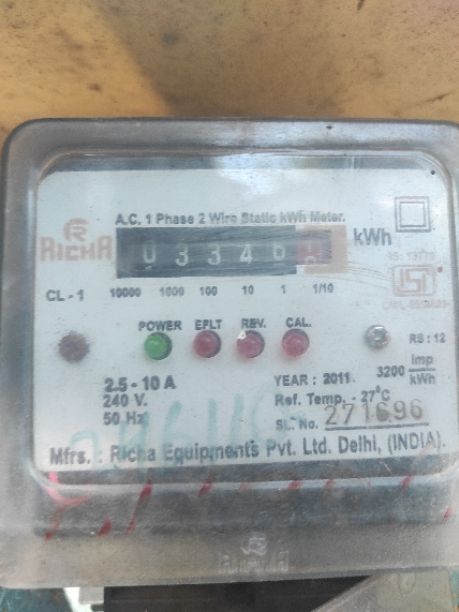 A.C. 1 Phase 2 Wire Static kWh Meter.
RICHA
03346
kWh
CL - 1
10000 1000 100 10 1 1/10
POWER EFLT REV. CAL.
RS : 12
2.5 - 10 A
240 V.
50 Hz
YEAR : 2011.
3200 imp/kWh
Ref. Temp. - 27°C
SL. No. 271696
Mfrs. : Richa Equipments Pvt. Ltd. Delhi, (INDIA).